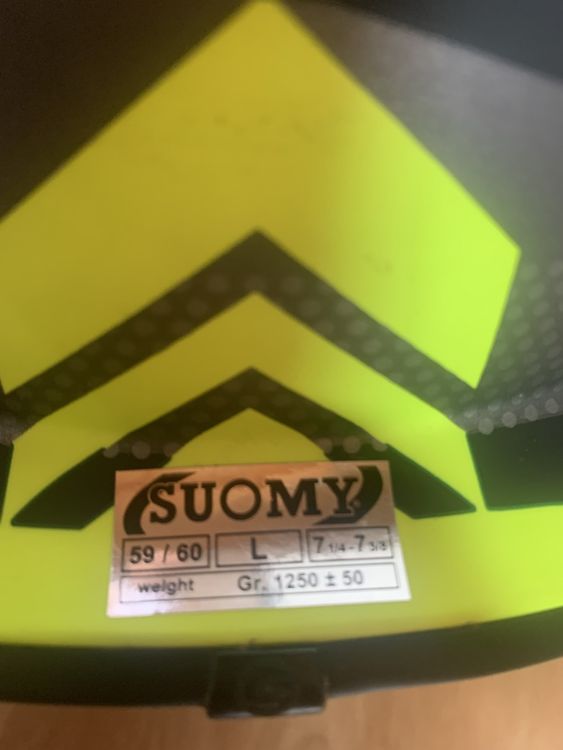 SUOMY
59 / 60 L 7 1/4 - 7 3/8
weight Gr. 1250 ± 50